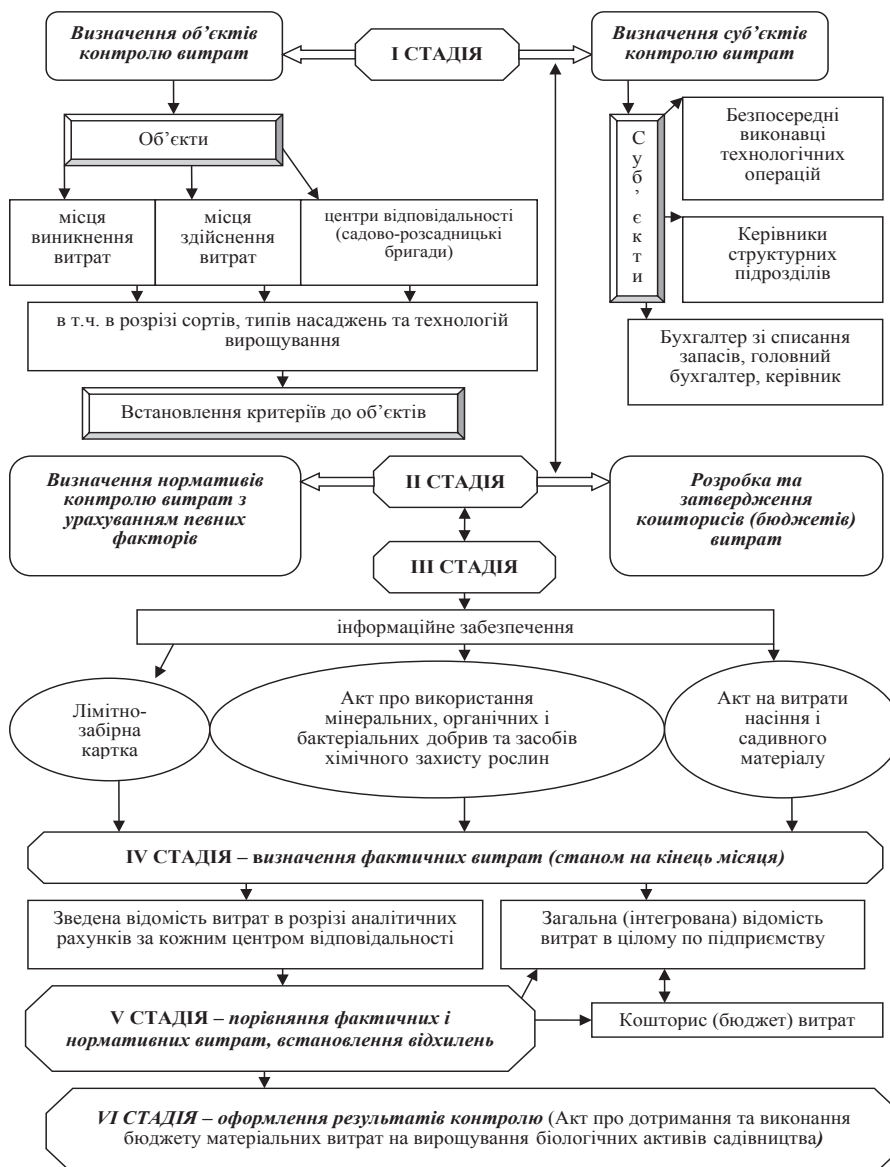 Визначення об’єктів
контролю витрат
І СТАДІЯ
Визначення суб’єктів
контролю витрат
Об’єкти
місця
виникнення
витрат
місця
здійснення
витрат
центри відповідальності
(садово-розсадницькі
бригади)
в т.ч. в розрізі сортів, типів насаджень та технологій
вирощування
Встановлення критеріїв до об’єктів
С
у
б
’
є
к
т
и
Безпосередні
виконавці
технологічних
операцій
Керівники
структурних
підрозділів
Бухгалтер зі списання
запасів, головний
бухгалтер, керівник
Визначення нормативів
контролю витрат з
урахуванням певних
факторів
ІІ СТАДІЯ
Розробка та
затвердження
кошторисів (бюджетів)
витрат
ІІІ СТАДІЯ
інформаційне забезпечення
Лімітно-
забірна
картка
Акт про використання
мінеральних, органічних і
бактеріальних добрив та засобів
хімічного захисту рослин
Акт на витрати
насіння і
садивного
матеріалу
IV СТАДІЯ – визначення фактичних витрат (станом на кінець місяця)
Зведена відомість витрат в розрізі аналітичних
рахунків за кожним центром відповідальності
Загальна (інтегрована) відомість
витрат в цілому по підприємству
V СТАДІЯ – порівняння фактичних і
нормативних витрат, встановлення відхилень
Кошторис (бюджет) витрат
VI СТАДІЯ – оформлення результатів контролю (Акт про дотримання та виконання
бюджету матеріальних витрат на вирощування біологічних активів садівництва)